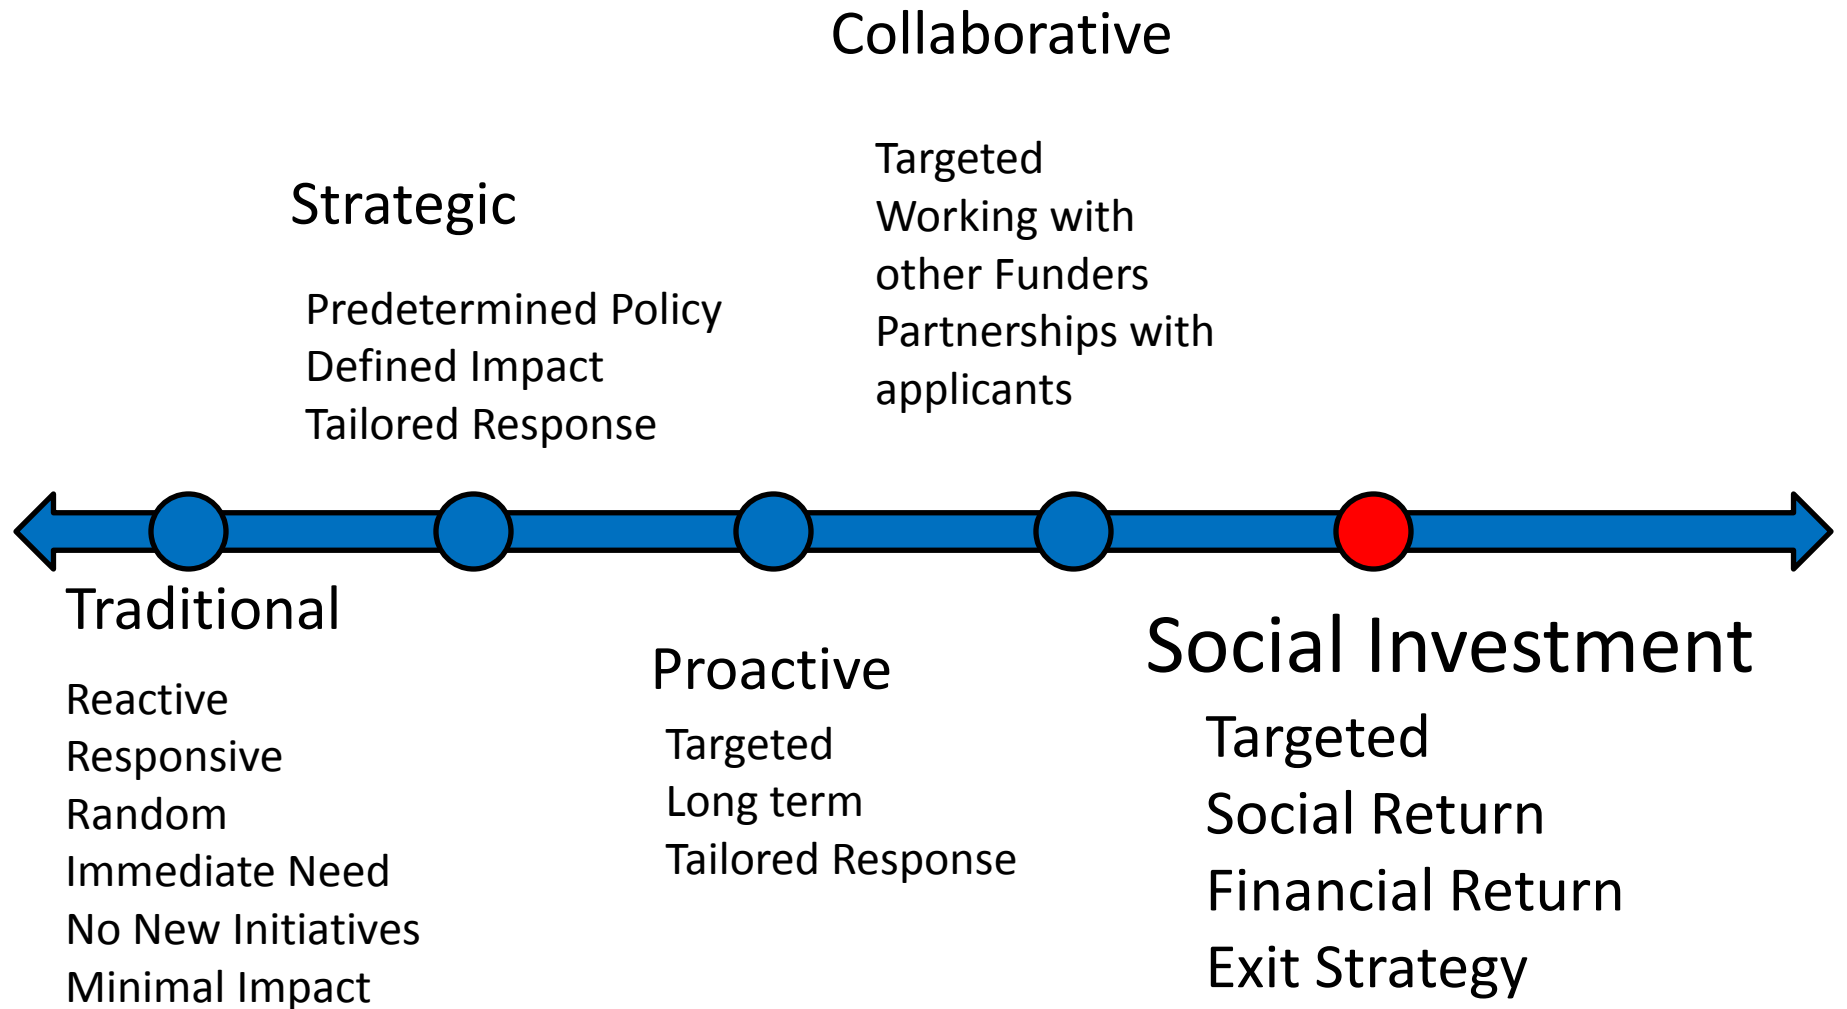 Collaborative
Targeted
Working with
other Funders
Partnerships with
applicants
Strategic
Predetermined Policy
Defined Impact
Tailored Response
Traditional
Reactive
Responsive
Random
Immediate Need
No New Initiatives
Minimal Impact
Proactive
Targeted
Long term
Tailored Response
Social Investment
Targeted
Social Return
Financial Return
Exit Strategy